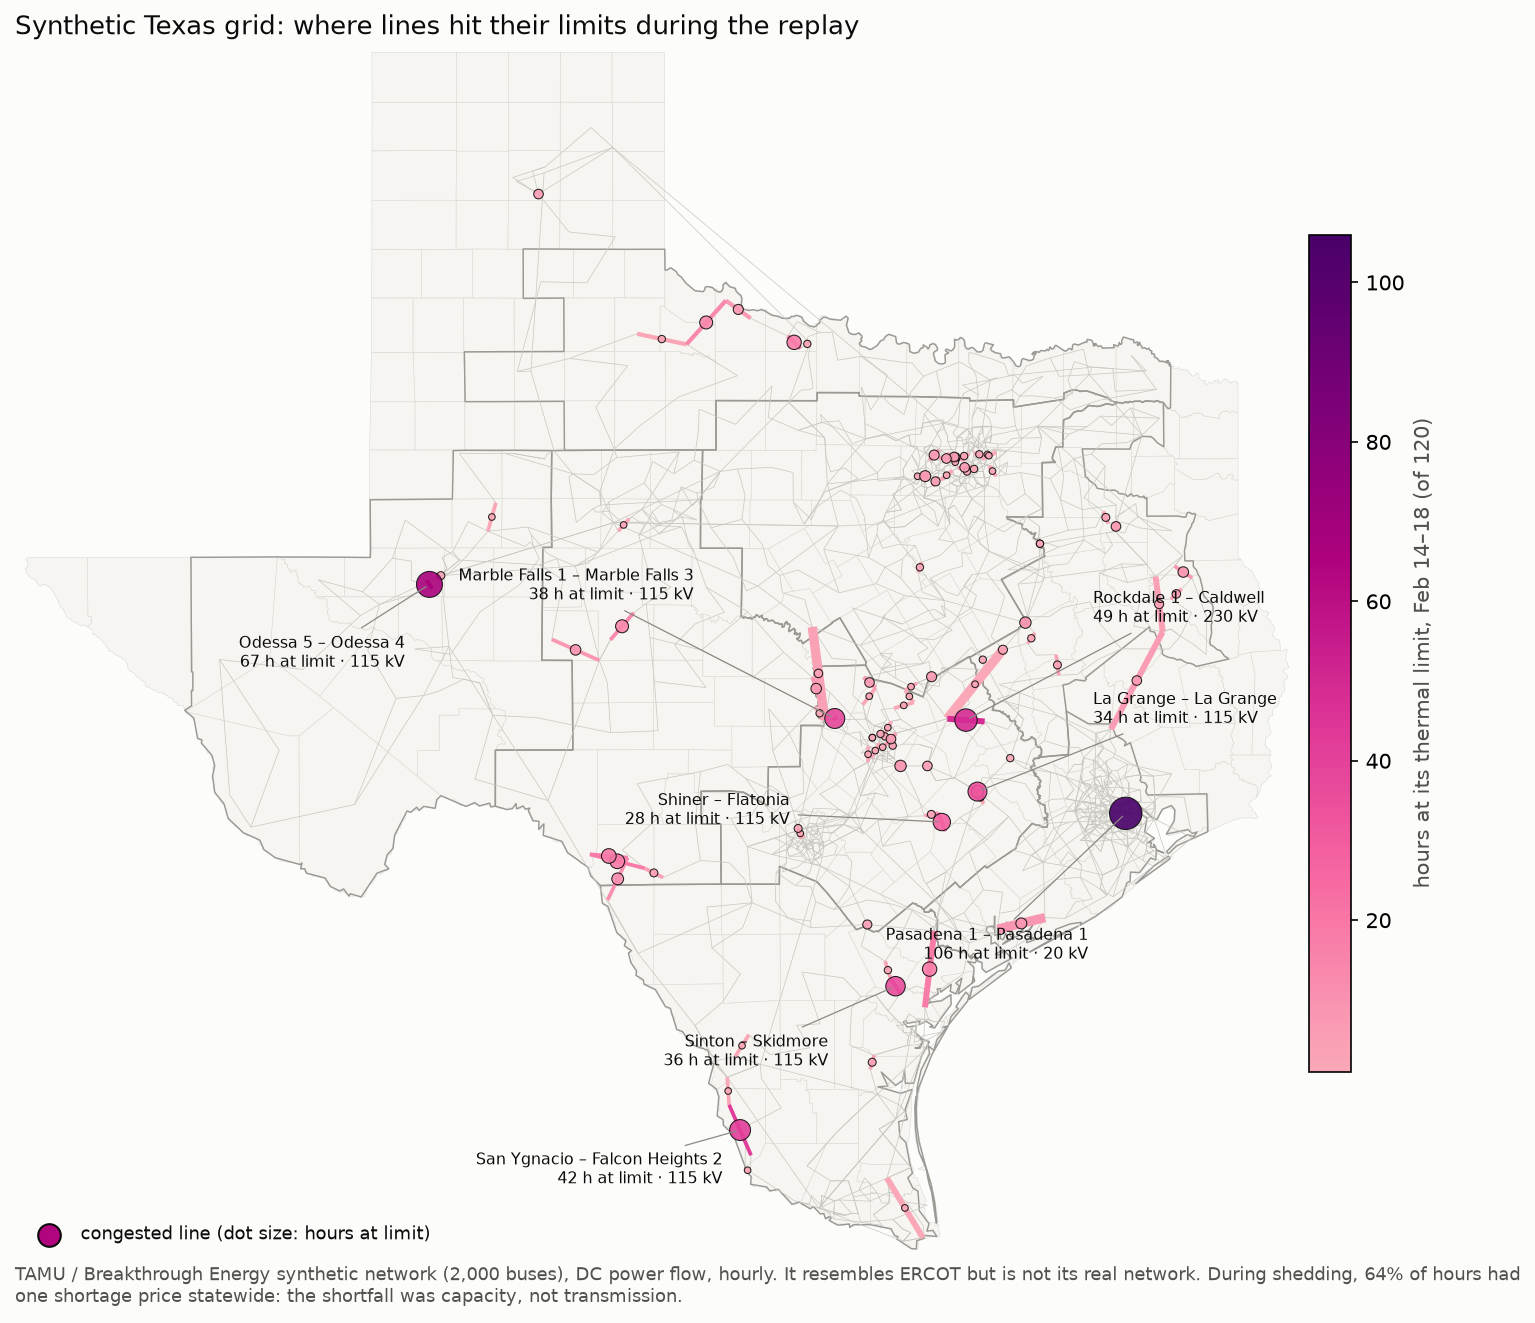 Synthetic Texas grid: where lines hit their limits during the replay
Marble Falls 1 – Marble Falls 3
38 h at limit · 115 kV
Odessa 5 – Odessa 4
67 h at limit · 115 kV
Rockdale 1 – Caldwell
49 h at limit · 230 kV
La Grange – La Grange
34 h at limit · 115 kV
Shiner – Flatonia
28 h at limit · 115 kV
Pasadena 1 – Pasadena 1
106 h at limit · 20 kV
Sinton – Skidmore
36 h at limit · 115 kV
San Ygnacio – Falcon Heights 2
42 h at limit · 115 kV
100
80
60
40
20
hours at its thermal limit, Feb 14–18 (of 120)
congested line (dot size: hours at limit)
TAMU / Breakthrough Energy synthetic network (2,000 buses), DC power flow, hourly. It resembles ERCOT but is not its real network. During shedding, 64% of hours had
one shortage price statewide: the shortfall was capacity, not transmission.